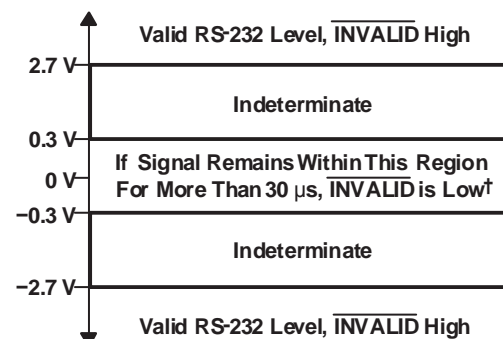 Valid RS-232 Level, INVALID High
2.7 V
Indeterminate
0.3 V
If Signal Remains Within This Region
0 V
For More Than 30 µs, INVALID is Low†
−0.3 V
Indeterminate
−2.7 V
Valid RS-232 Level, INVALID High